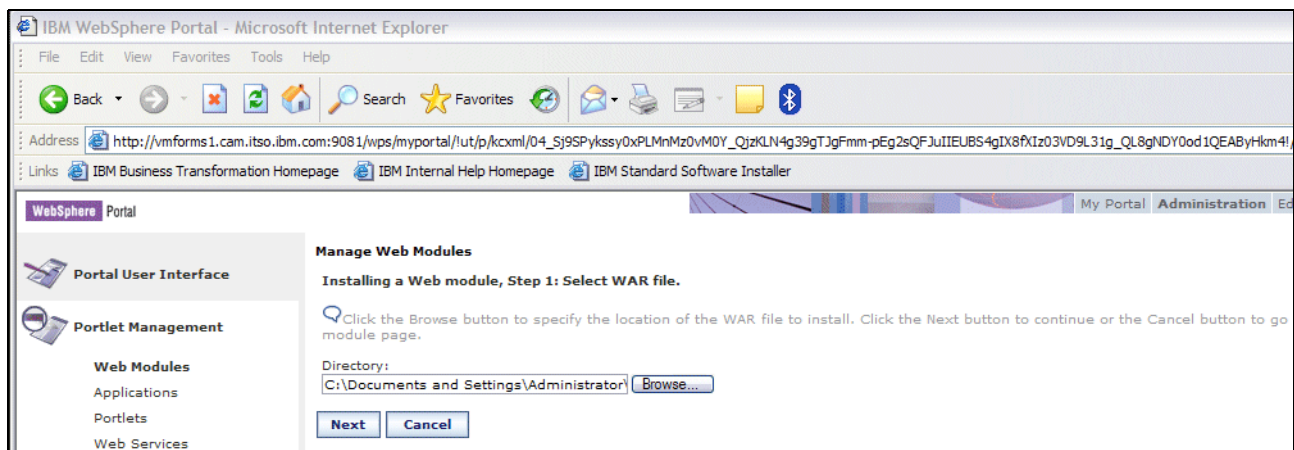 IBM WebSphere Portal - Microsoft Internet Explorer
File Edit View Favorites Tools Help
Back Search Favorites
Address http://vmforms1.cam.itso.ibm.com:9081/wps/myportal/!ut/p/kcxml/04_Sj9SPykssy0xPLMnMz0vM0Y_QjzKLN4g39gTJgFmm-pEg2sQFJuIIEUBS4gIX8fXIz03VD9L31g_QL8gNDY0od1QEAByHkm4!/
Links IBM Business Transformation Homepage IBM Internal Help Homepage IBM Standard Software Installer
WebSphere Portal My Portal Administration Ed
Portal User Interface
Portlet Management
Web Modules
Applications
Portlets
Web Services
Manage Web Modules
Installing a Web module, Step 1: Select WAR file.
Click the Browse button to specify the location of the WAR file to install. Click the Next button to continue or the Cancel button to go
module page.
Directory:
C:\Documents and Settings\Administrator\ Browse...
Next Cancel